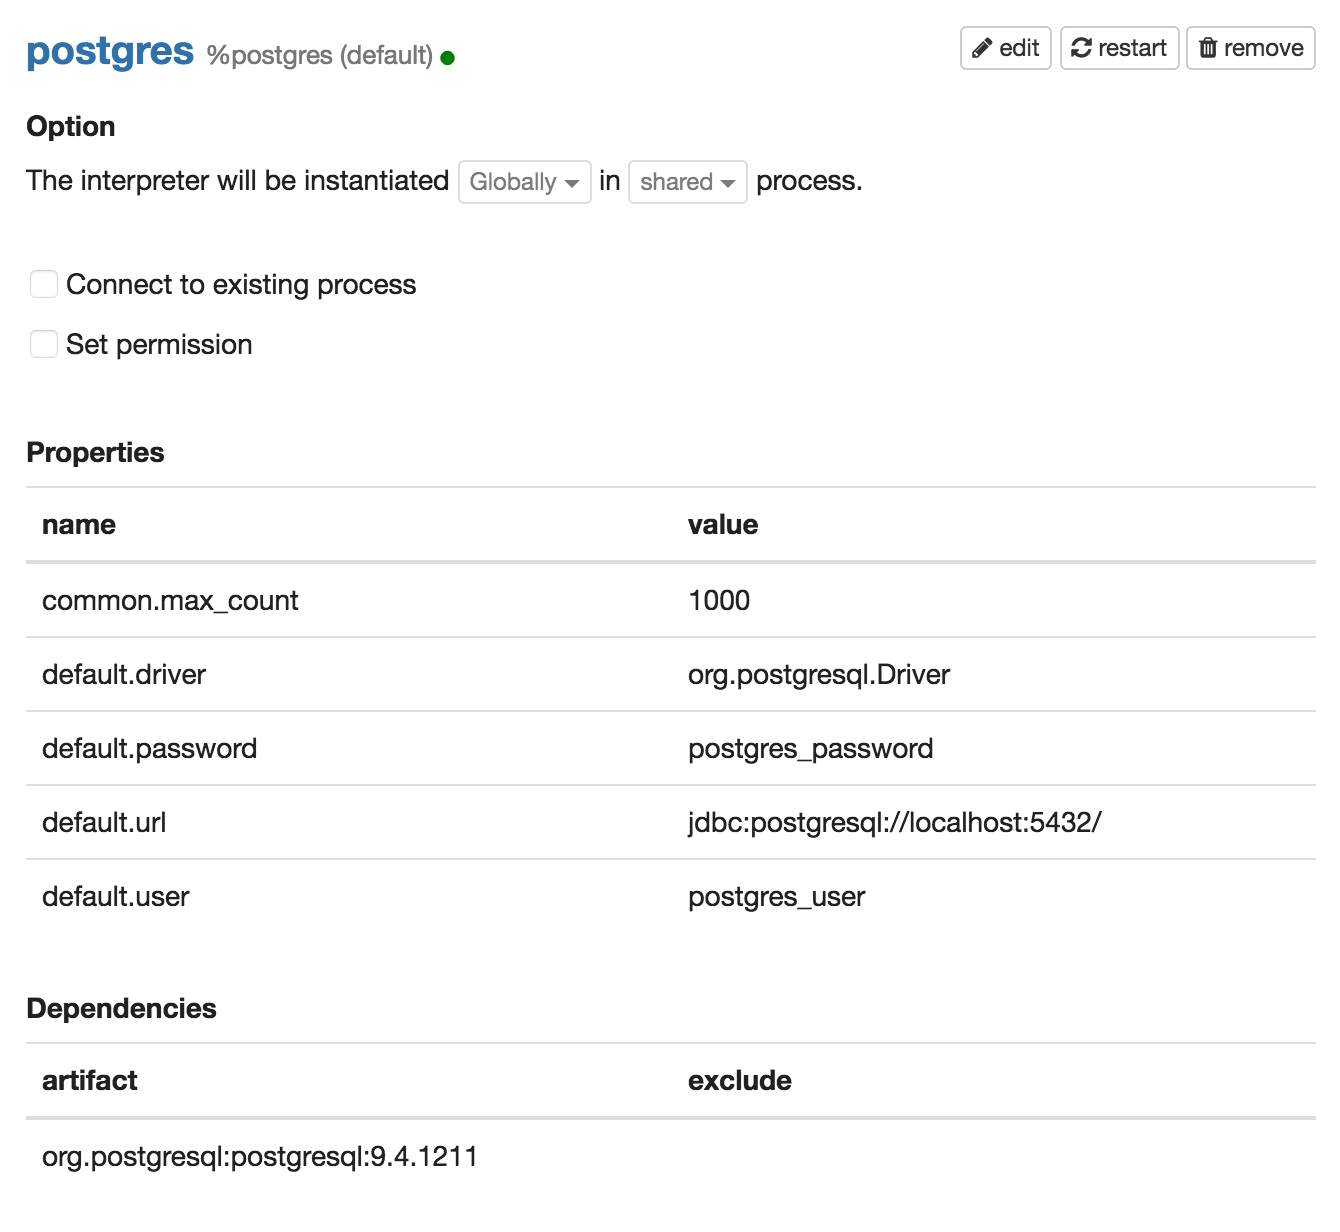 postgres %postgres (default) edit restart remove
Option
The interpreter will be instantiated Globally in shared process.
Connect to existing process
Set permission
Properties
name value
common.max_count 1000
default.driver org.postgresql.Driver
default.password postgres_password
default.url jdbc:postgresql://localhost:5432/
default.user postgres_user
Dependencies
artifact exclude
org.postgresql:postgresql:9.4.1211